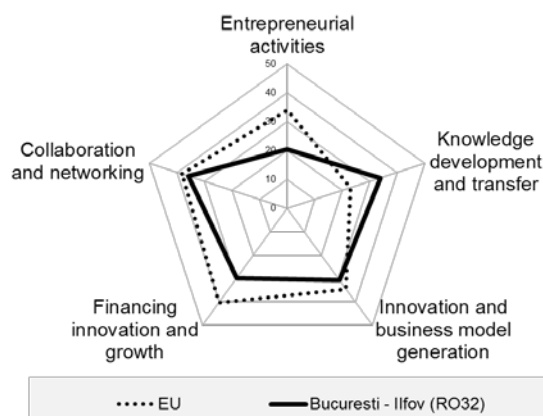 Entrepreneurial
activities
50
40
30
20
10
0
Collaboration
and networking
Knowledge
development
and transfer
Financing
innovation and
growth
Innovation and
business model
generation
EU
Bucuresti - Ilfov (RO32)